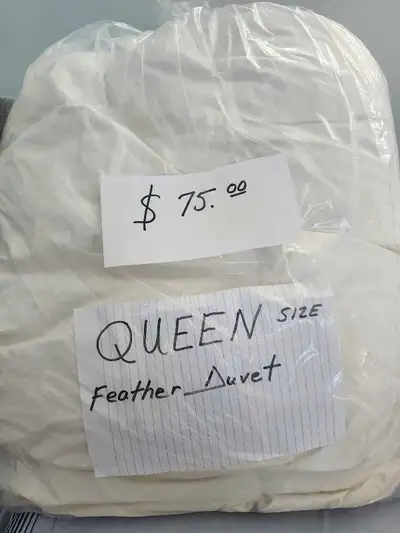 $ 75.00
QUEEN SIZE
Feather Duvet